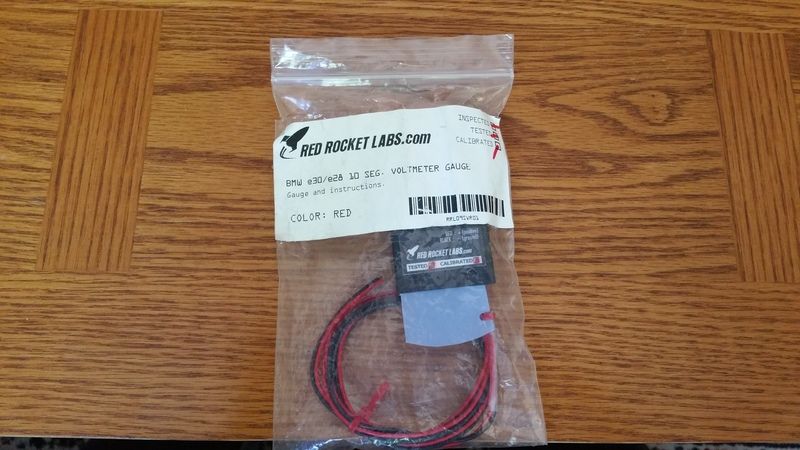 INSPECTED
TESTED
CALIBRATED
RED ROCKET LABS.com
BMW e30/e28 10 SEG. VOLTMETER GAUGE
Gauge and instructions.
COLOR: RED
RED ROCKET LABS.com
TESTED CALIBRATED